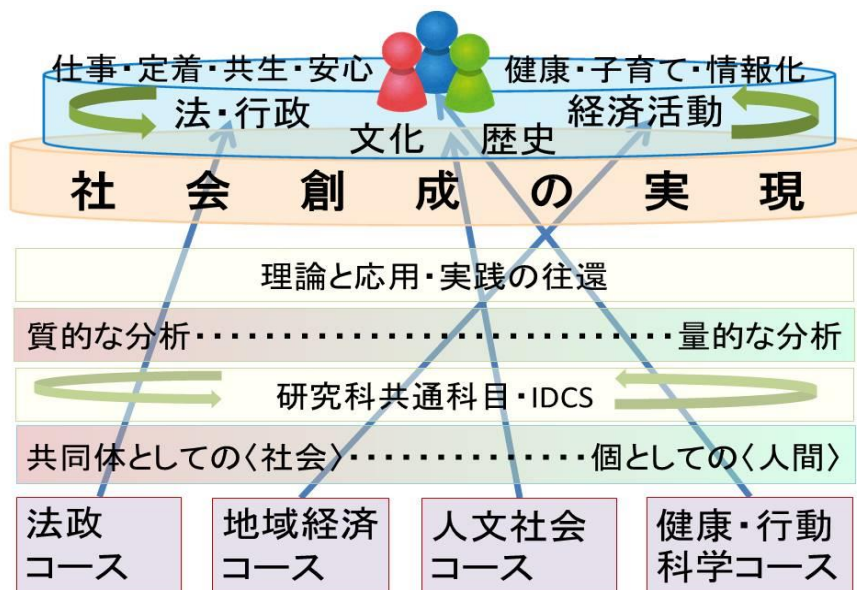 仕事・定着・共生・安心
健康・子育て・情報化
法・行政
経済活動
文化 歴史
社会創成の実現
理論と応用・実践の往還
質的な分析・・・・・・・・・・・・・・・・・・・・・・・・・・・・量的な分析
研究科共通科目・IDCS
共同体としての〈社会〉・・・・・・・・・・・・・・個としての〈人間〉
法政
コース
地域経済
コース
人文社会
コース
健康・行動
科学コース